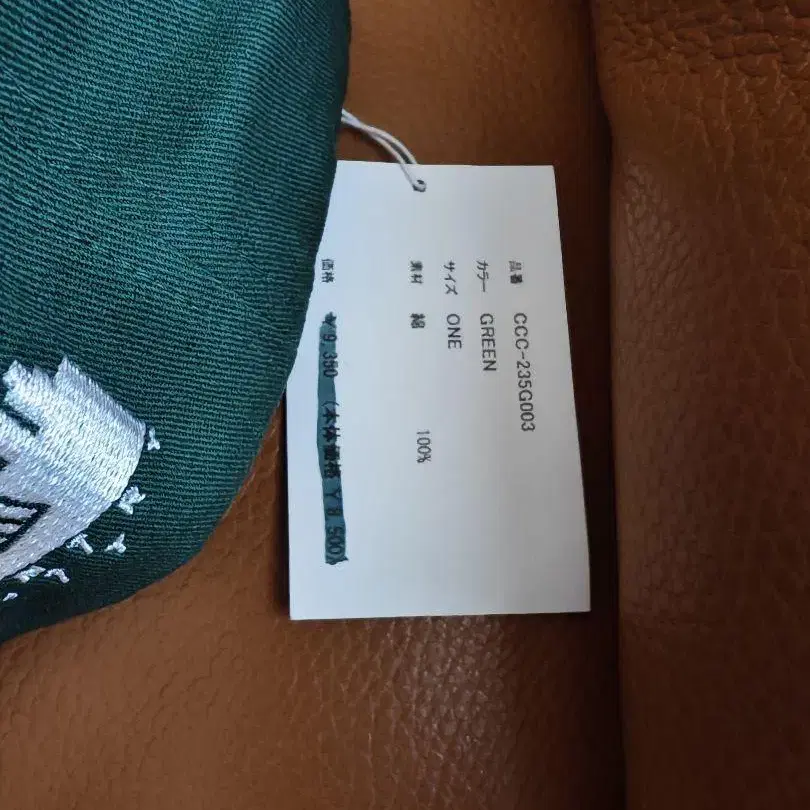 品番 CCC-235G003
カラー GREEN
サイズ ONE
素材 綿 100%
価格 ¥9,350 (本体価格 ¥8,500)